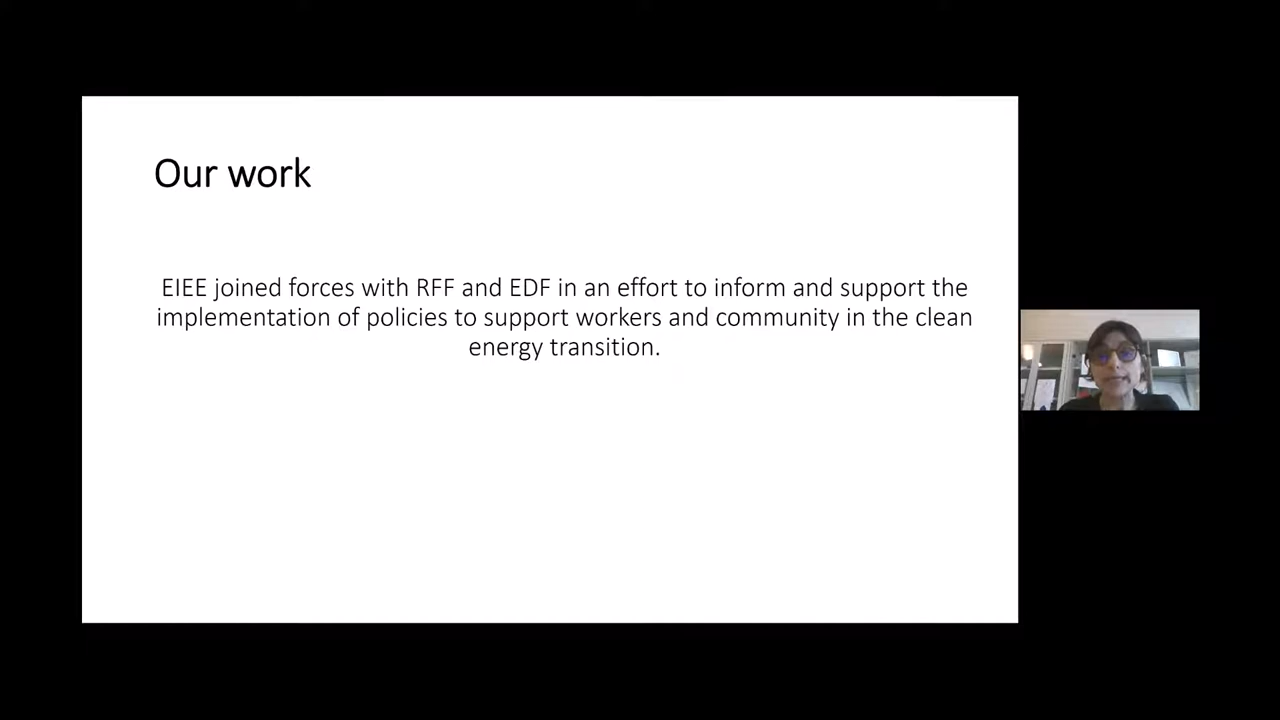 Our work
EIEE joined forces with RFF and EDF in an effort to inform and support the
implementation of policies to support workers and community in the clean
energy transition.